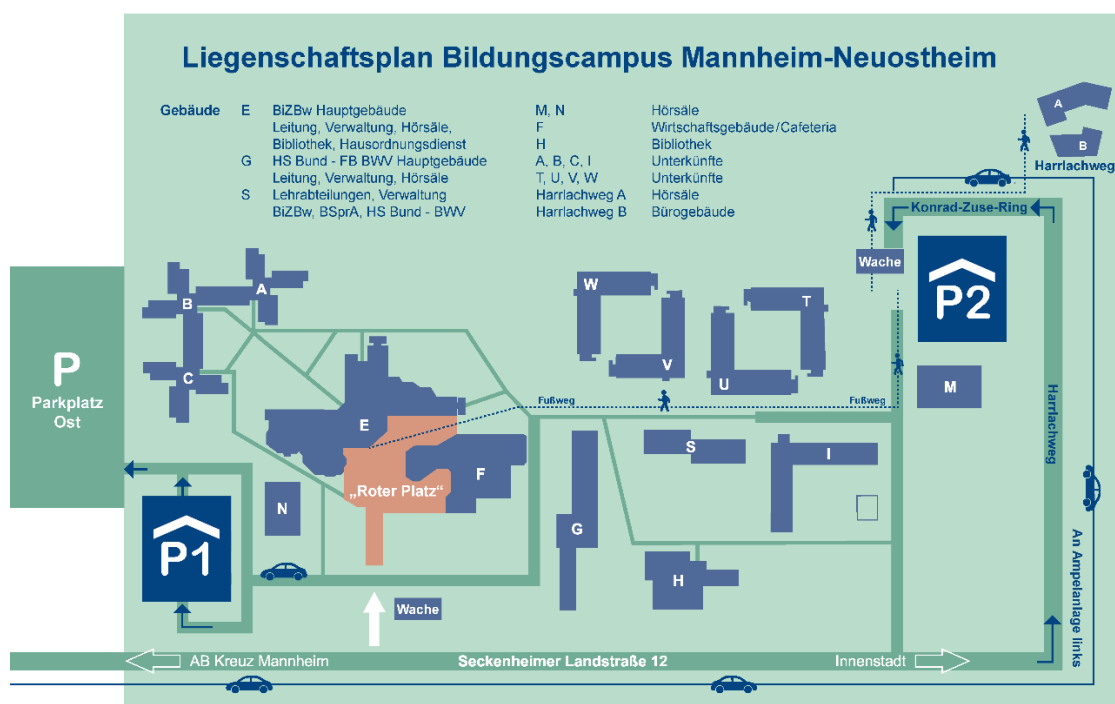 Liegenschaftsplan Bildungscampus Mannheim-Neuostheim
Gebäude E BiZBw Hauptgebäude
Leitung, Verwaltung, Hörsäle,
Bibliothek, Hausordnungsdienst
G HS Bund - FB BWV Hauptgebäude
Leitung, Verwaltung, Hörsäle
S Lehrabteilungen, Verwaltung
BiZBw, BSprA, HS Bund - BWV
M, N Hörsäle
F Wirtschaftsgebäude/Cafeteria
H Bibliothek
A, B, C, I Unterkünfte
T, U, V, W Unterkünfte
Harrlachweg A Hörsäle
Harrlachweg B Bürogebäude
A
B
Harrlachweg
Konrad-Zuse-Ring
Wache
P2
M
Harrlachweg
An Ampelanlage links
A
B
C
P
Parkplatz
Ost
W
T
V
U
E
Fußweg
Fußweg
S
I
F
„Roter Platz“
N
G
P1
H
Wache
AB Kreuz Mannheim
Seckenheimer Landstraße 12
Innenstadt